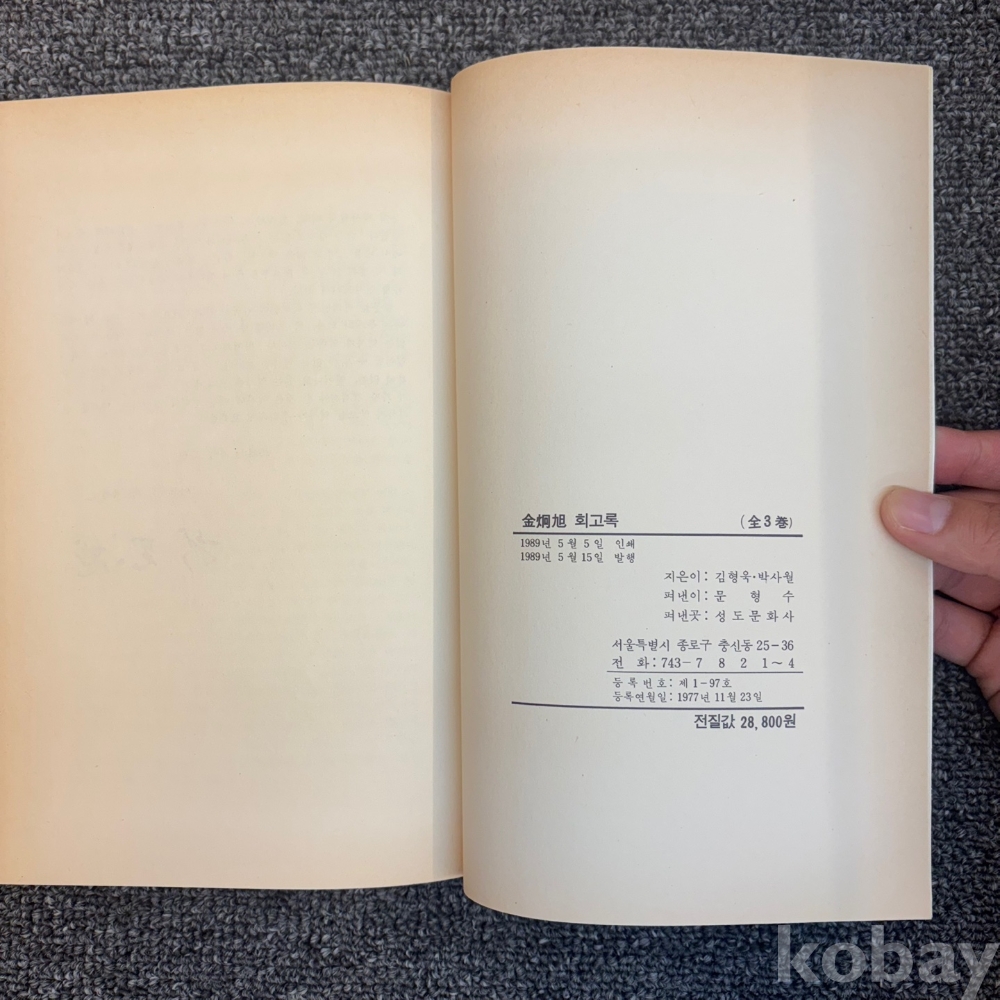 金炯旭 회고록 (全3巻)
1989년 5월 5일 인쇄
1989년 5월 15일 발행
지은이: 김형욱·박사월
펴낸이: 문형수
펴낸곳: 성도문화사
서울특별시 종로구 충신동 25-36
전화: 743-7821~4
등록번호: 제1-97호
등록연월일: 1977년 11월 23일
전질값 28,800원
kobay